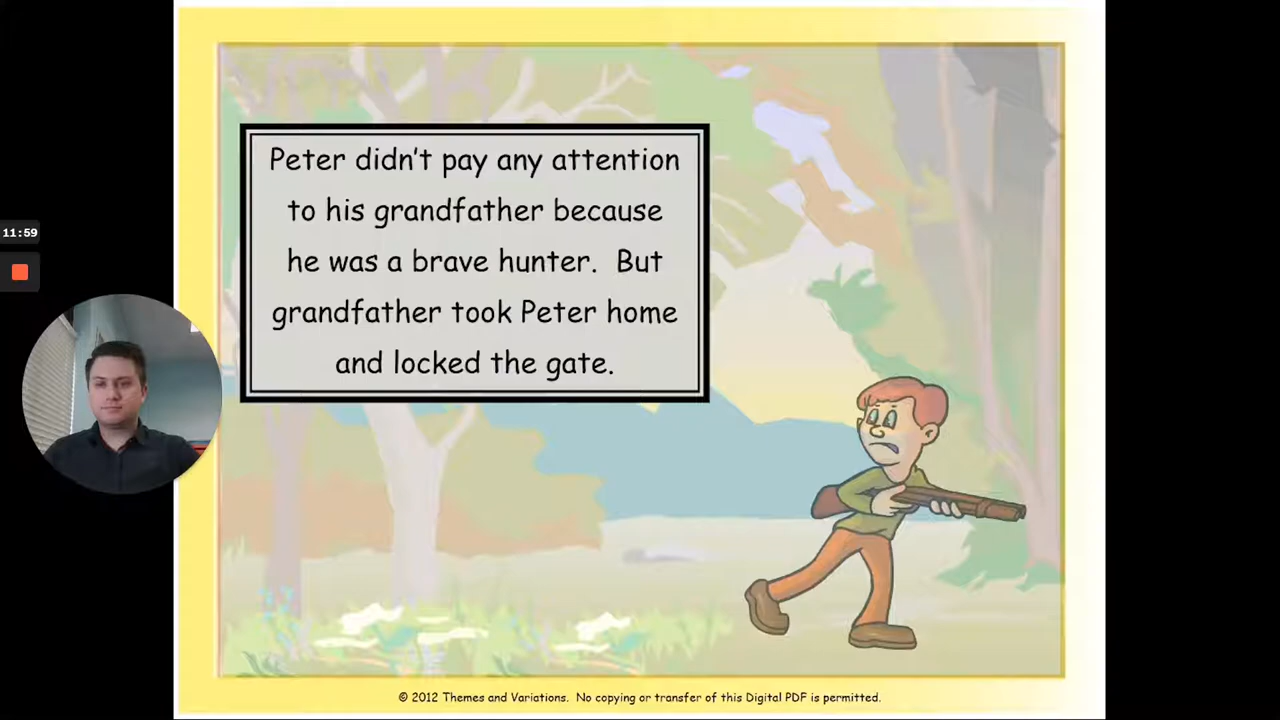 Peter didn't pay any attention
to his grandfather because
he was a brave hunter.  But
grandfather took Peter home
and locked the gate.
11:59
© 2012 Themes and Variations.  No copying or transfer of this Digital PDF is permitted.